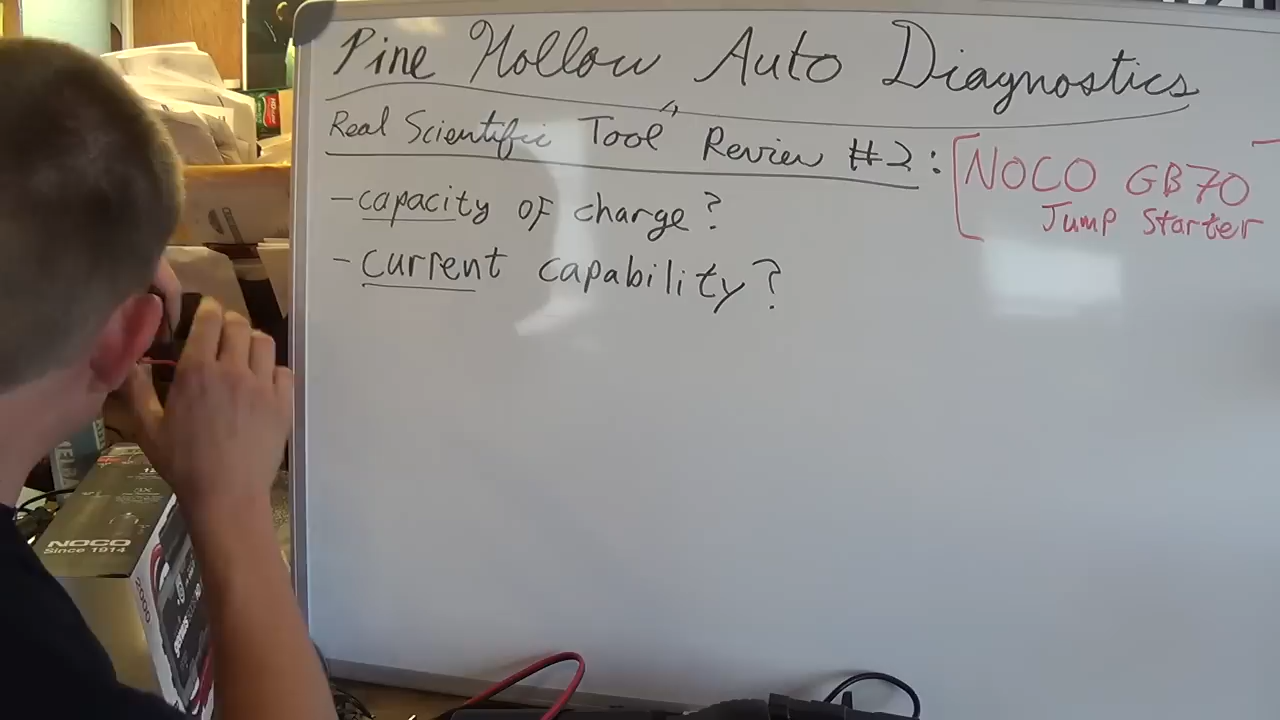 Pine Hollow Auto Diagnostics
Real Scientific Tool" Review #2:
NOCO GB70
Jump Starter
- capacity of charge?
- current capability?
NOCO
Since 1914
2000